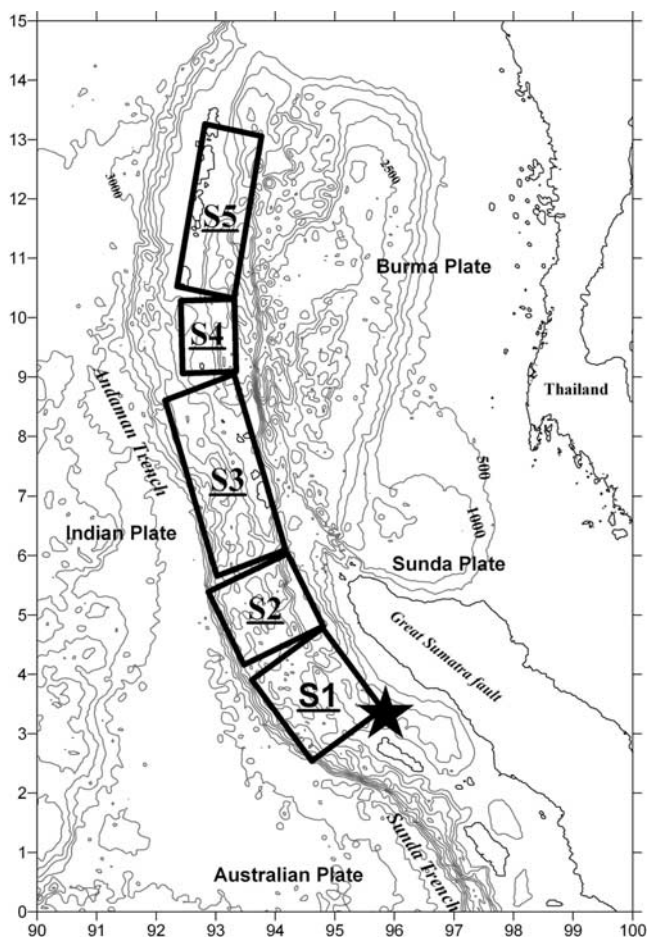 15
14
13
12
11
10
9
8
7
6
5
4
3
2
1
0
3000
2500
S5
Burma Plate
S4
Thailand
Andaman Trench
S3
500
1000
Indian Plate
Sunda Plate
S2
Great Sumatra fault
S1
Sunda Trench
Australian Plate
90 91 92 93 94 95 96 97 98 99 100